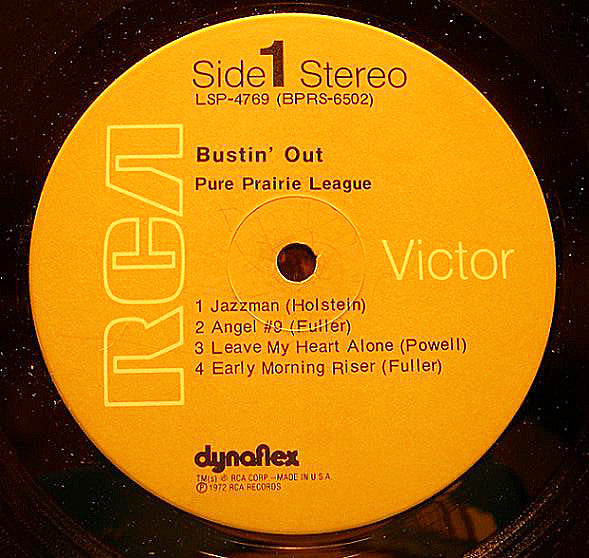 Side 1 Stereo
LSP-4769 (BPRS-6502)
Bustin' Out
Pure Prairie League
RCA
Victor
1 Jazzman (Holstein)
2 Angel #9 (Fuller)
3 Leave My Heart Alone (Powell)
4 Early Morning Riser (Fuller)
dynaflex
TM(s) ® RCA CORP.—MADE IN U.S.A.
℗ 1972 RCA RECORDS